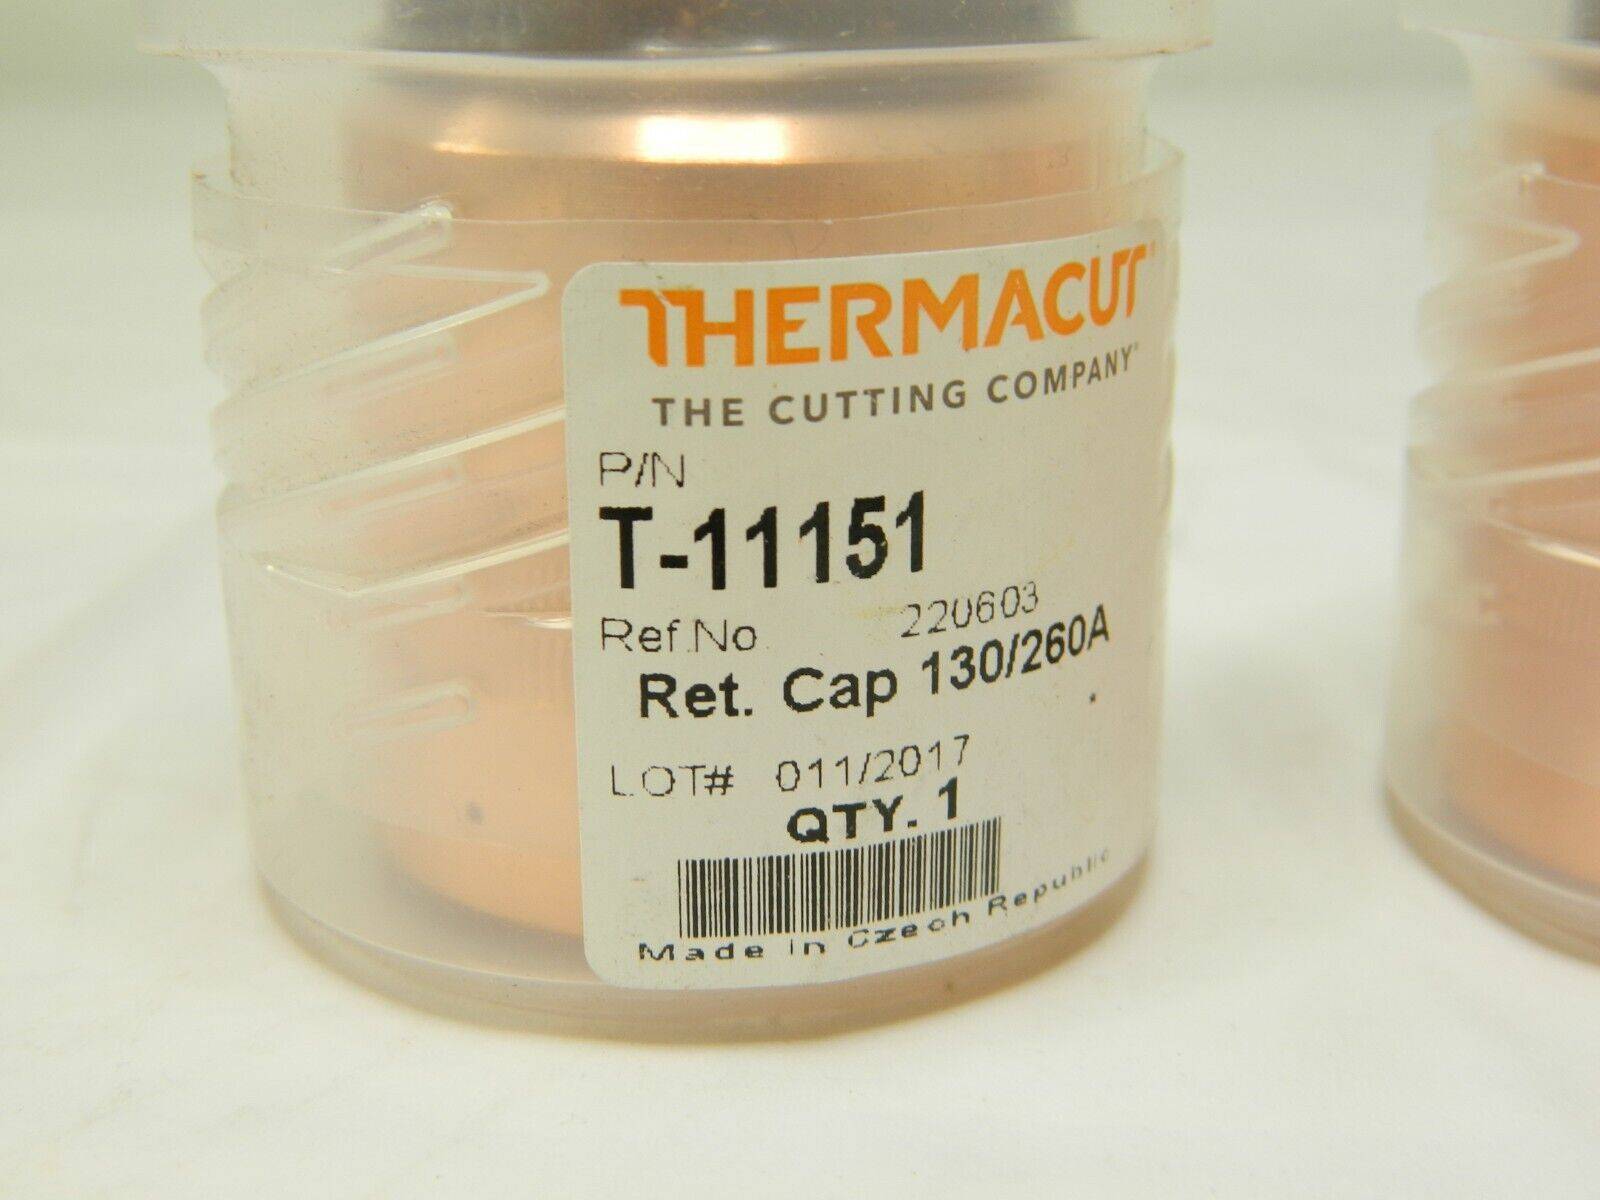 THERMACUT®
THE CUTTING COMPANY®
P/N
T-11151
Ref.No 220603
Ret. Cap 130/260A
LOT# 011/2017
QTY. 1
Made in Czech Republic